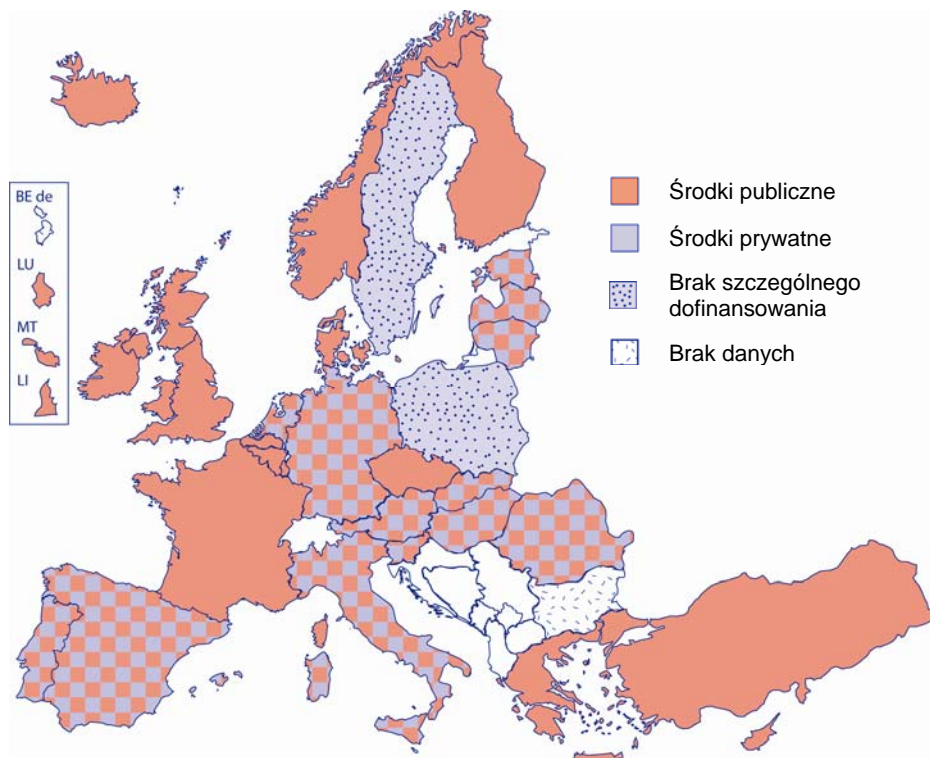 BE de
LU
MT
LI
Środki publiczne
Środki prywatne
Brak szczególnego
dofinansowania
Brak danych